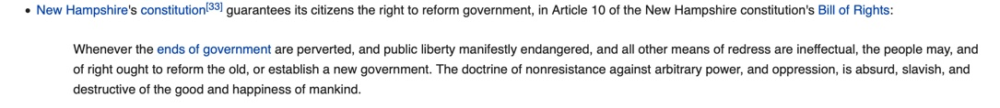 • New Hampshire's constitution[33] guarantees its citizens the right to reform government, in Article 10 of the New Hampshire constitution's Bill of Rights:
Whenever the ends of government are perverted, and public liberty manifestly endangered, and all other means of redress are ineffectual, the people may, and
of right ought to reform the old, or establish a new government. The doctrine of nonresistance against arbitrary power, and oppression, is absurd, slavish, and
destructive of the good and happiness of mankind.